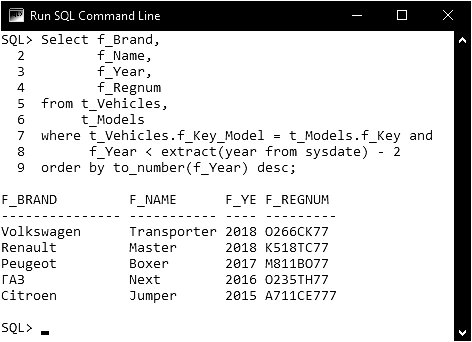 Run SQL Command Line
SQL> Select f_Brand,
  2         f_Name,
  3         f_Year,
  4         f_Regnum
  5  from t_Vehicles,
  6       t_Models
  7  where t_Vehicles.f_Key_Model = t_Models.f_Key and
  8        f_Year < extract(year from sysdate) - 2
  9  order by to_number(f_Year) desc;
F_BRAND         F_NAME      F_YE F_REGNUM
--------------- ----------- ---- ---------
Volkswagen      Transporter 2018 O266CK77
Renault         Master      2018 K518TC77
Peugeot         Boxer       2017 M811BO77
ГАЗ             Next        2016 O235TH77
Citroen         Jumper      2015 A711CE777
SQL>